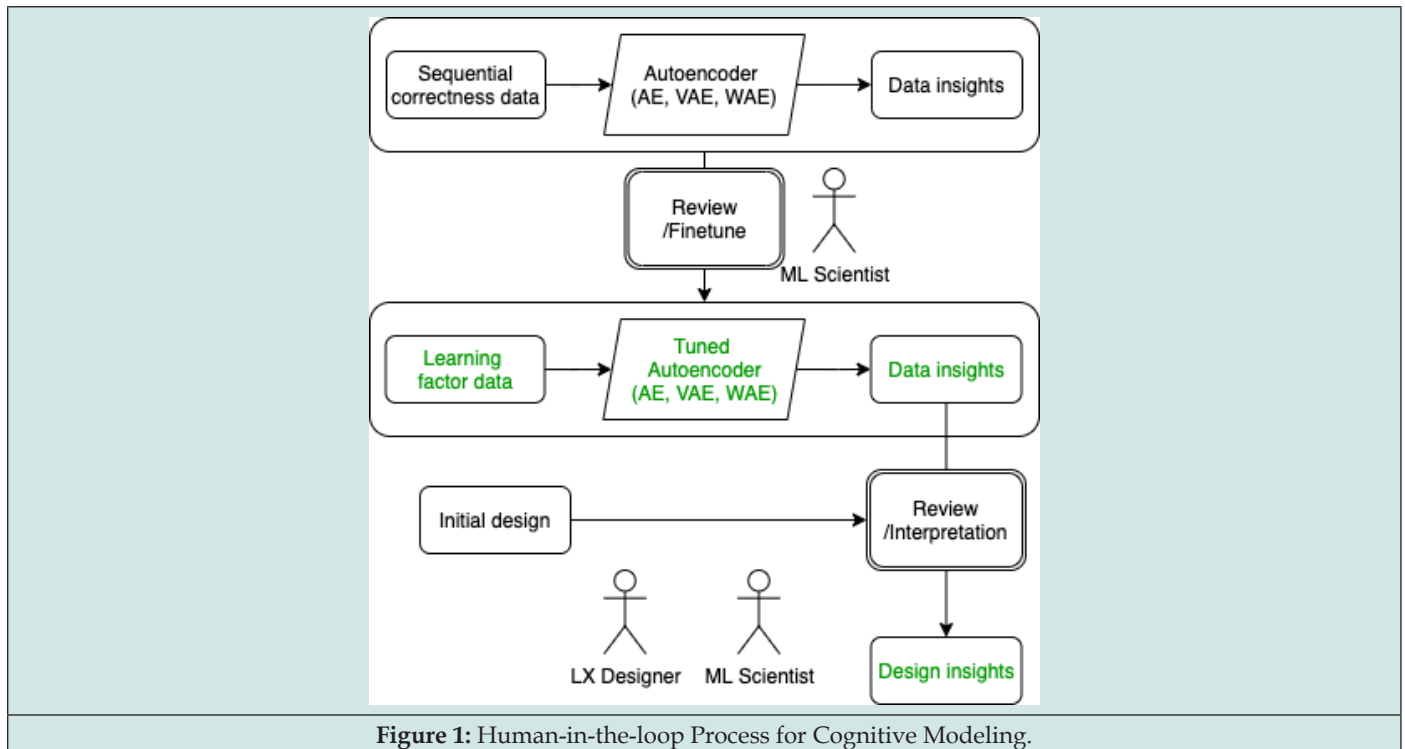 Sequential
correctness data
Autoencoder
(AE, VAE, WAE)
Data insights
Review
/Finetune
ML Scientist
Learning
factor data
Tuned
Autoencoder
(AE, VAE, WAE)
Data insights
Initial design
Review
/Interpretation
LX Designer
ML Scientist
Design insights
Figure 1: Human-in-the-loop Process for Cognitive Modeling.